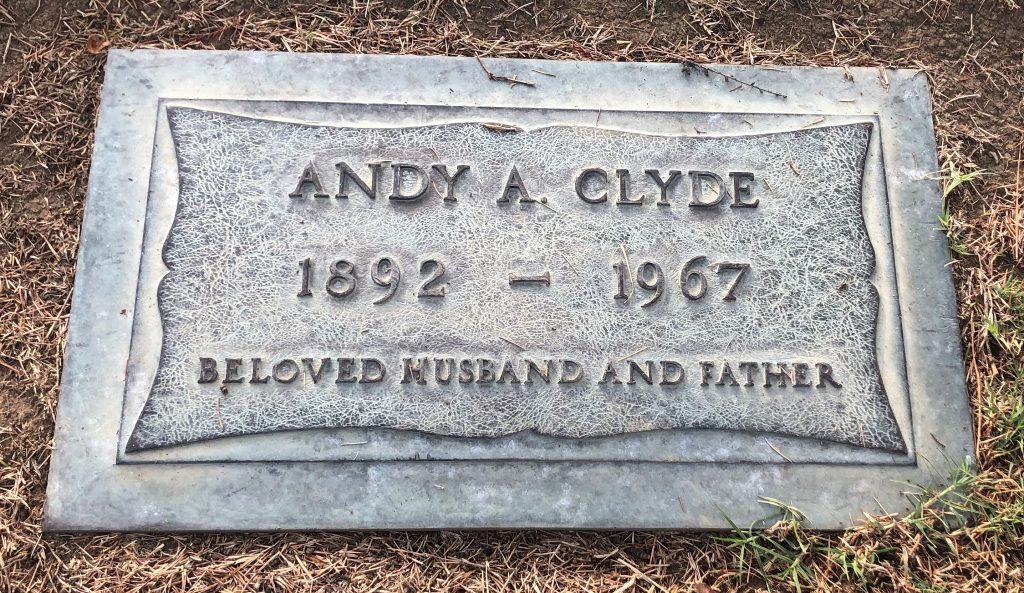 ANDY A. CLYDE
1892 – 1967
BELOVED HUSBAND AND FATHER